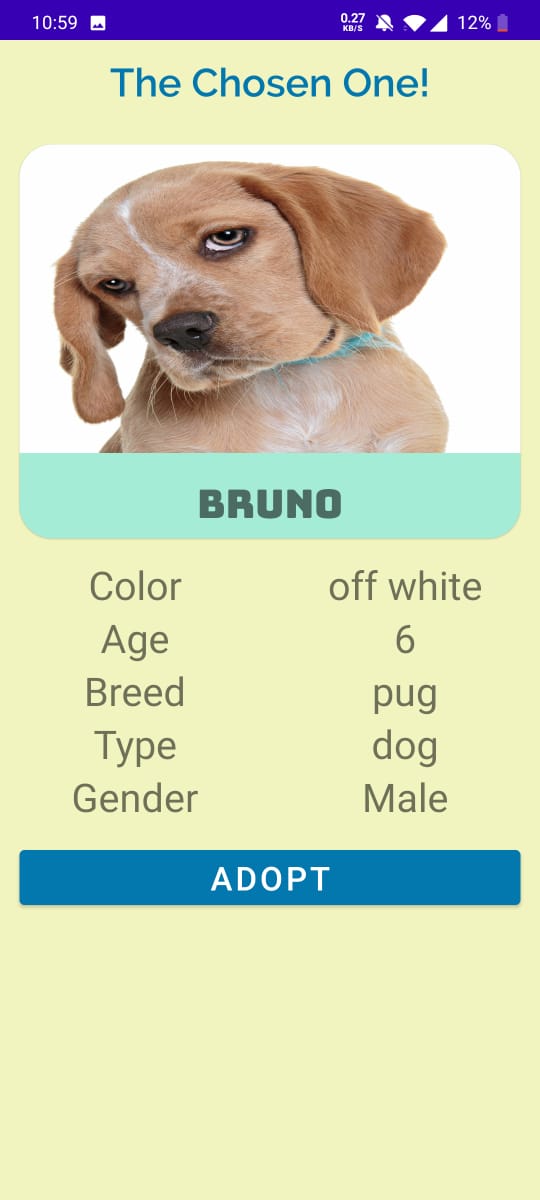 10:59 0.27 KB/S 12%
The Chosen One!
BRUNO
Color off white
Age 6
Breed pug
Type dog
Gender Male
ADOPT